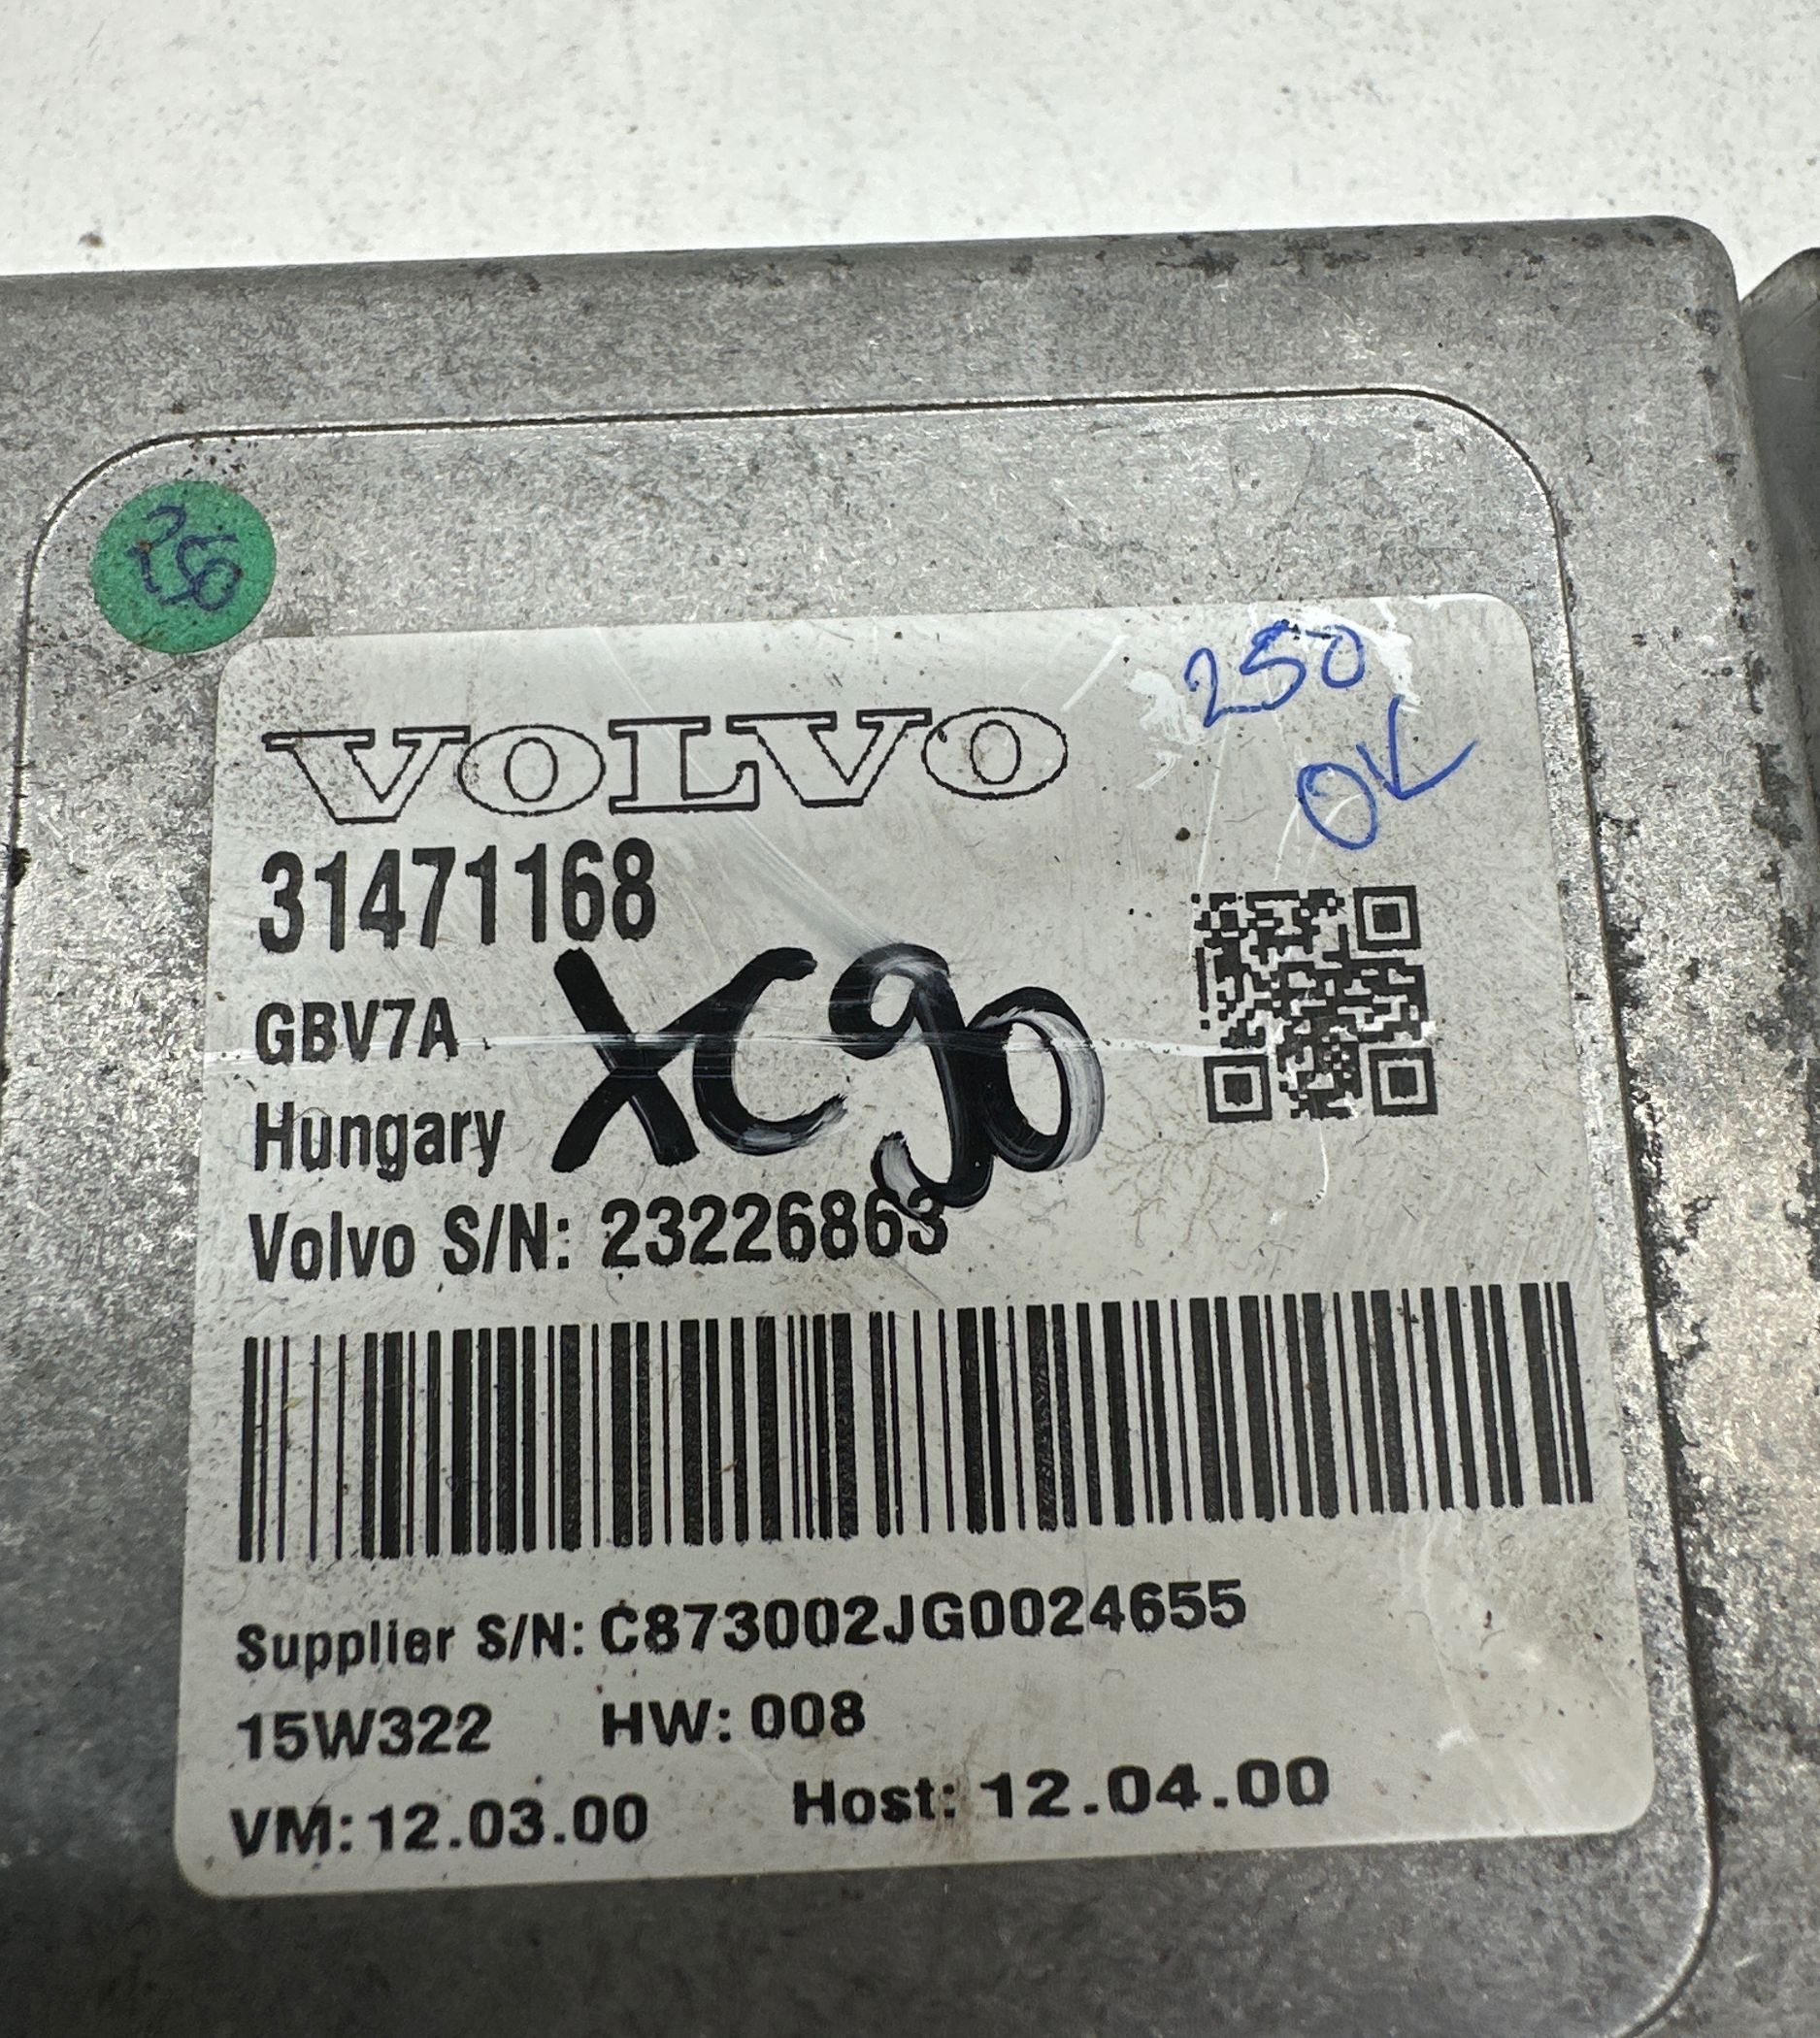 250
250
OK
VOLVO
31471168
GBV7A
XC90
Hungary
Volvo S/N: 23226863
Supplier S/N: C873002JG0024655
15W322 HW: 008
VM: 12.03.00 Host: 12.04.00